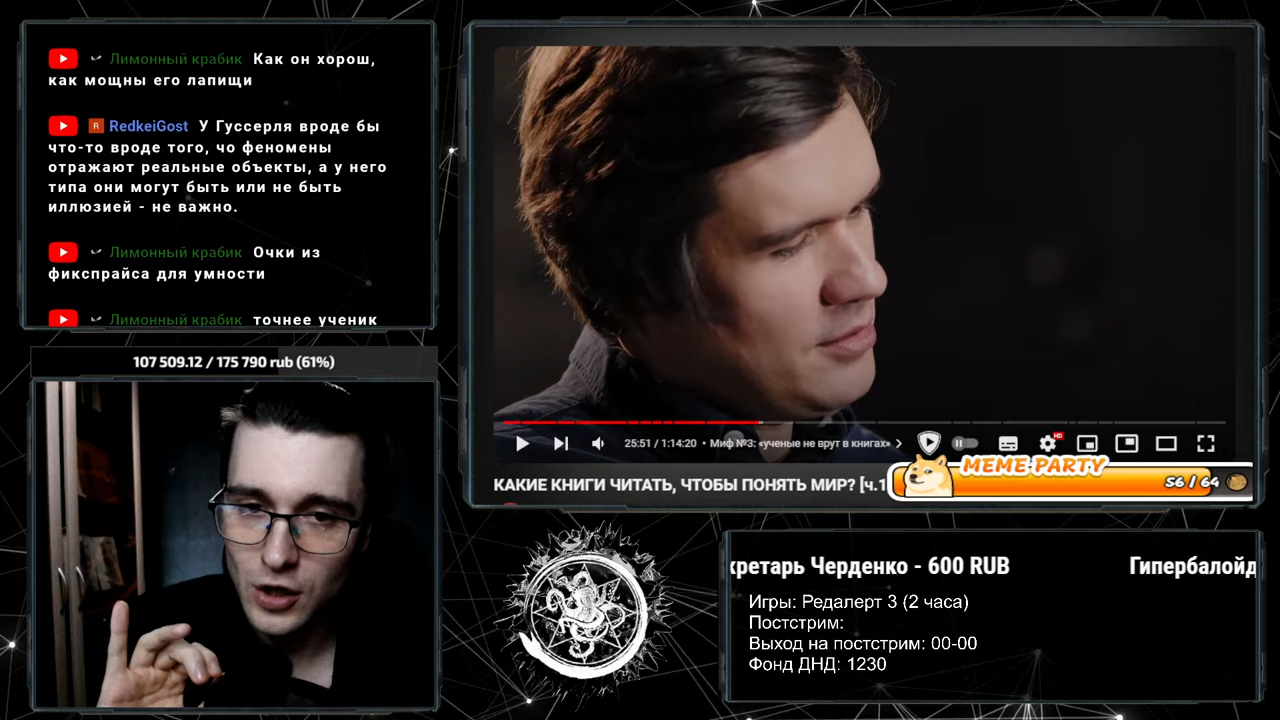 Лимонный крабик Как он хорош,
как мощны его лапищи
R RedkeiGost У Гуссерля вроде бы
что-то вроде того, чо феномены
отражают реальные объекты, а у него
типа они могут быть или не быть
иллюзией - не важно.
Лимонный крабик Очки из
фикспрайса для умности
Лимонный крабик точнее ученик
107 509.12 / 175 790 rub (61%)
25:51 / 1:14:20 • Миф №3: «ученые не врут в книгах»
HD
КАКИЕ КНИГИ ЧИТАТЬ, ЧТОБЫ ПОНЯТЬ МИР? [ч.1
MEME PARTY
56 / 64
кретарь Черденко - 600 RUB Гипербалойд
Игры: Редалерт 3 (2 часа)
Постстрим:
Выход на постстрим: 00-00
Фонд ДНД: 1230